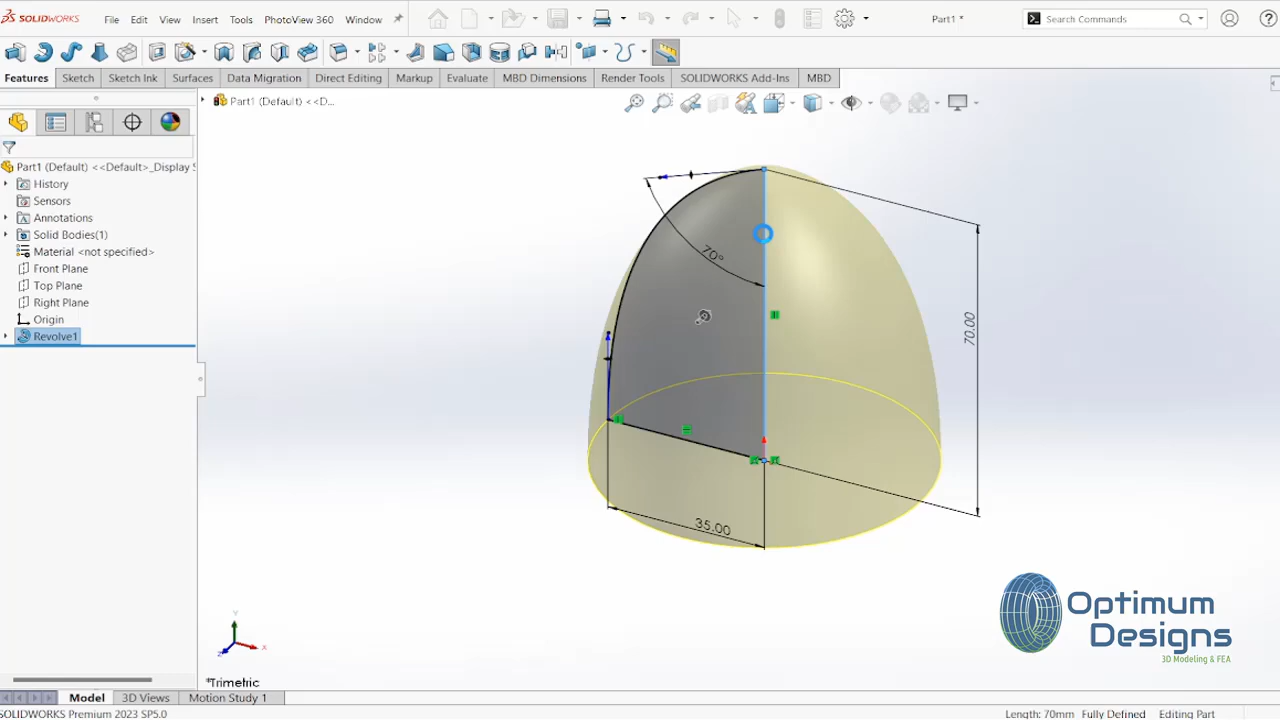 SOLIDWORKS File Edit View Insert Tools PhotoView 360 Window Part1 * Search Commands
Features Sketch Sketch Ink Surfaces Data Migration Direct Editing Markup Evaluate MBD Dimensions Render Tools SOLIDWORKS Add-Ins MBD
Part1 (Default) <<D...
Part1 (Default) <<Default>_Display S
History
Sensors
Annotations
Solid Bodies(1)
Material <not specified>
Front Plane
Top Plane
Right Plane
Origin
Revolve1
70°
70.00
35.00
Y
X
Z
*Trimetric
Optimum
Designs
3D Modeling & FEA
Model 3D Views Motion Study 1
SOLIDWORKS Premium 2023 SP5.0 Length: 70mm Fully Defined Editing Part